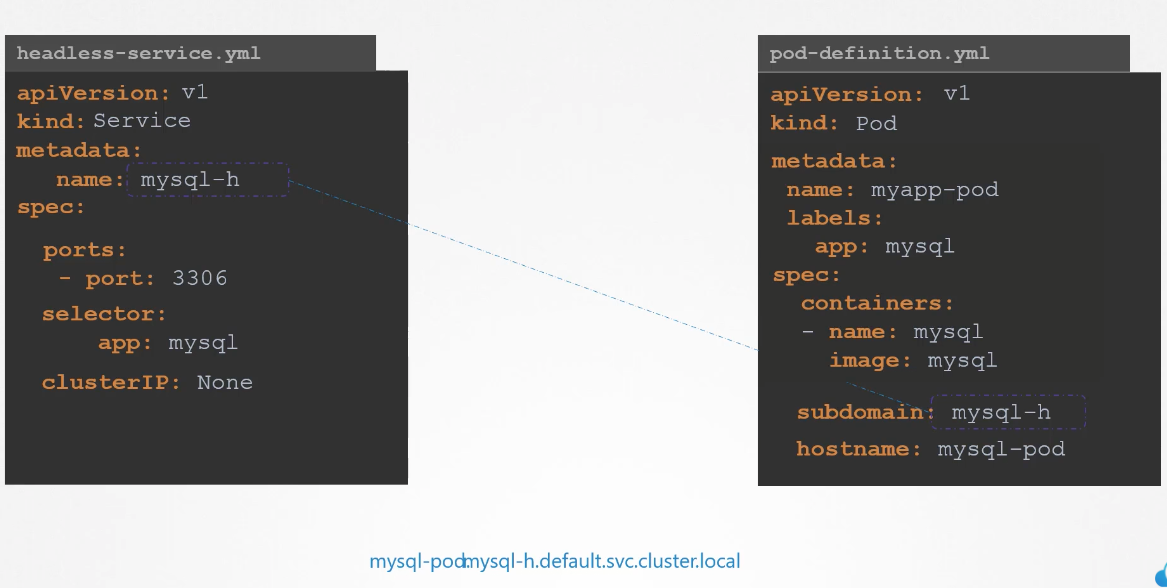 headless-service.yml
apiVersion: v1
kind: Service
metadata:
name: mysql-h
spec:
ports:
- port: 3306
selector:
app: mysql
clusterIP: None
pod-definition.yml
apiVersion: v1
kind: Pod
metadata:
name: myapp-pod
labels:
app: mysql
spec:
containers:
- name: mysql
image: mysql
subdomain: mysql-h
hostname: mysql-pod
mysql-pod.mysql-h.default.svc.cluster.local